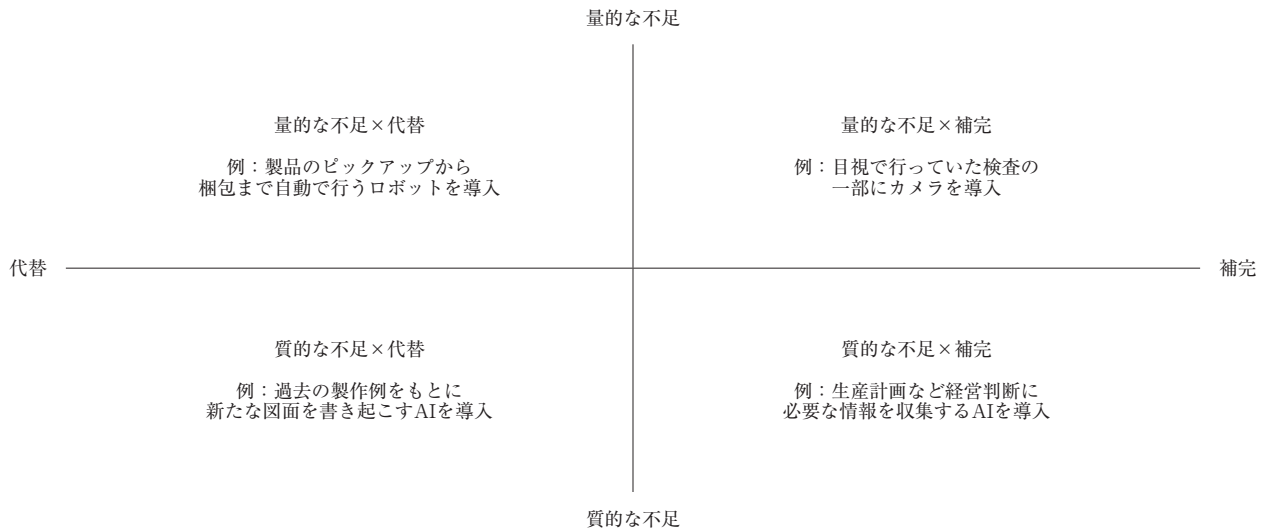 量的な不足
量的な不足×代替
例：製品のピックアップから
梱包まで自動で行うロボットを導入
量的な不足×補完
例：目視で行っていた検査の
一部にカメラを導入
代替
補完
質的な不足×代替
例：過去の製作例をもとに
新たな図面を書き起こすAIを導入
質的な不足×補完
例：生産計画など経営判断に
必要な情報を収集するAIを導入
質的な不足